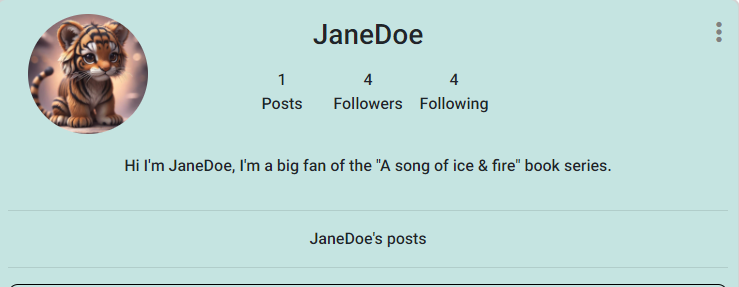 JaneDoe
1 4 4
Posts Followers Following
Hi I'm JaneDoe, I'm a big fan of the "A song of ice & fire" book series.
JaneDoe's posts